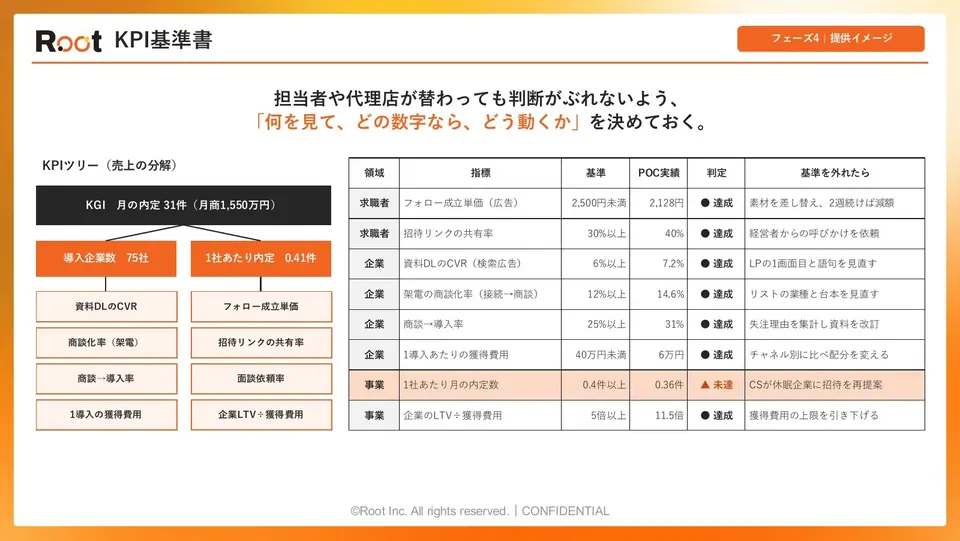 Root KPI基準書
フェーズ4｜提供イメージ
担当者や代理店が替わっても判断がぶれないよう、
「何を見て、どの数字なら、どう動くか」を決めておく。
KPIツリー（売上の分解）
KGI 月の内定 31件（月商1,550万円）
導入企業数 75社
1社あたり内定 0.41件
資料DLのCVR
フォロー成立単価
商談化率（架電）
招待リンクの共有率
商談→導入率
面談依頼率
1導入の獲得費用
企業LTV÷獲得費用
領域 指標 基準 POC実績 判定 基準を外れたら
求職者 フォロー成立単価（広告） 2,500円未満 2,128円 ● 達成 素材を差し替え、2週続けば減額
求職者 招待リンクの共有率 30%以上 40% ● 達成 経営者からの呼びかけを依頼
企業 資料DLのCVR（検索広告） 6%以上 7.2% ● 達成 LPの1画面目と語句を見直す
企業 架電の商談化率（接続→商談） 12%以上 14.6% ● 達成 リストの業種と台本を見直す
企業 商談→導入率 25%以上 31% ● 達成 失注理由を集計し資料を改訂
企業 1導入あたりの獲得費用 40万円未満 6万円 ● 達成 チャネル別に比べ配分を変える
事業 1社あたり月の内定数 0.4件以上 0.36件 ▲ 未達 CSが休眠企業に招待を再提案
事業 企業のLTV÷獲得費用 5倍以上 11.5倍 ● 達成 獲得費用の上限を引き下げる
©Root Inc. All rights reserved.｜CONFIDENTIAL